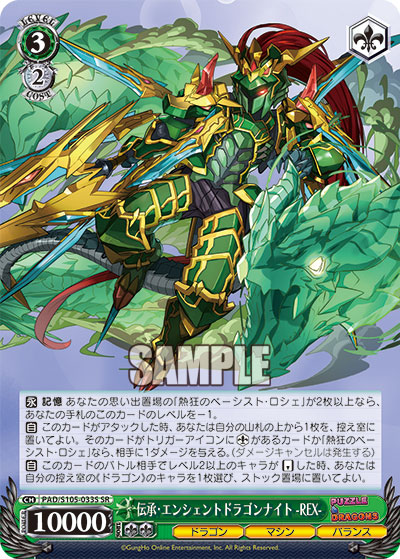 LEVEL
3
2
COST
SAMPLE
永 記憶 あなたの思い出置場の「熱狂のベーシスト・ロシェ」が2枚以上なら、
あなたの手札のこのカードのレベルを－1。
自 このカードがアタックした時、あなたは自分の山札の上から1枚を、控え室に
置いてよい。そのカードがトリガーアイコンに があるカードか「熱狂のベーシスト・
ロシェ」なら、相手に1ダメージを与える。(ダメージキャンセルは発生する)
自 このカードとバトル中のレベル2以上のキャラが【リバース】した時、あなたは自分の控え
室の《ドラゴン》のキャラを1枚選び、ストック置場に置いてよい。
CH PAD/S105-033S SR
10000
伝承・エンシェントドラゴンナイト -REX-
ドラゴン
マシン
バランス
PUZZLE & DRAGONS
©GungHo Online Entertainment, Inc. All Rights Reserved.